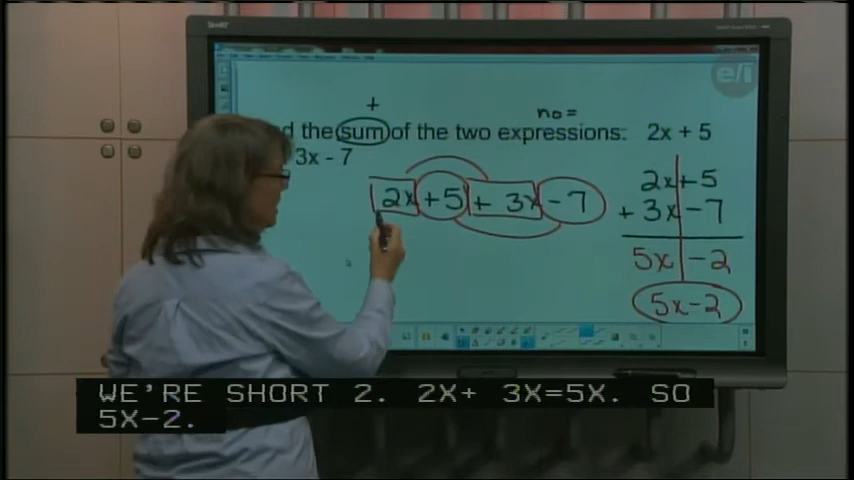 SMART
e/i
+
no =
d the sum of the two expressions: 2x + 5
3x - 7
2x + 5 + 3x - 7
2x + 5
+ 3x - 7
5x - 2
5x - 2
WE'RE SHORT 2. 2X+ 3X=5X. SO
5X-2.